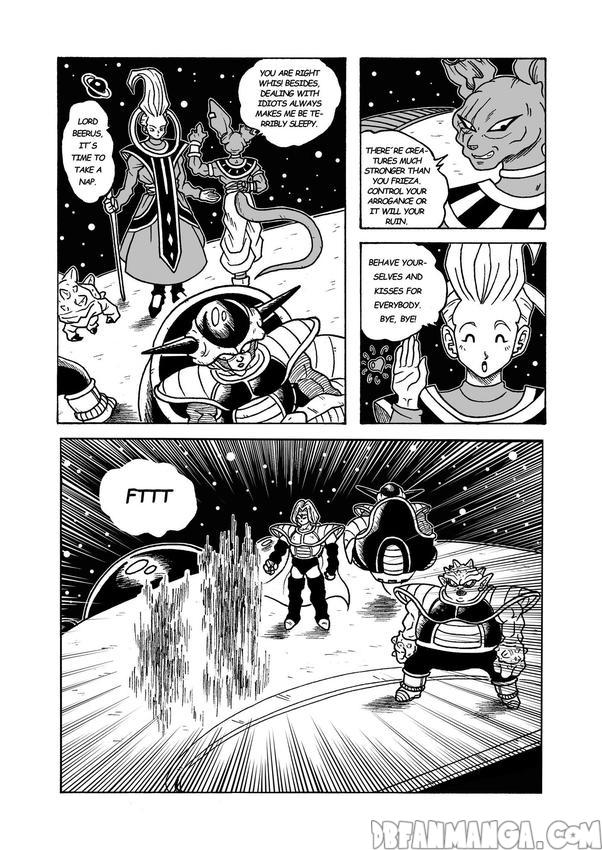 LORD
BEERUS,
IT'S
TIME TO
TAKE A
NAP.
YOU ARE RIGHT
WHIS! BESIDES,
DEALING WITH
IDIOTS ALWAYS
MAKES ME BE TE-
RRIBLY SLEEPY.
THERE'RE CREA-
TURES MUCH
STRONGER THAN
YOU FRIEZA.
CONTROL YOUR
ARROGANCE OR
IT WILL YOUR
RUIN.
BEHAVE YOUR-
SELVES AND
KISSES FOR
EVERYBODY.
BYE, BYE!
FTTT
DBFANMANGA.COM